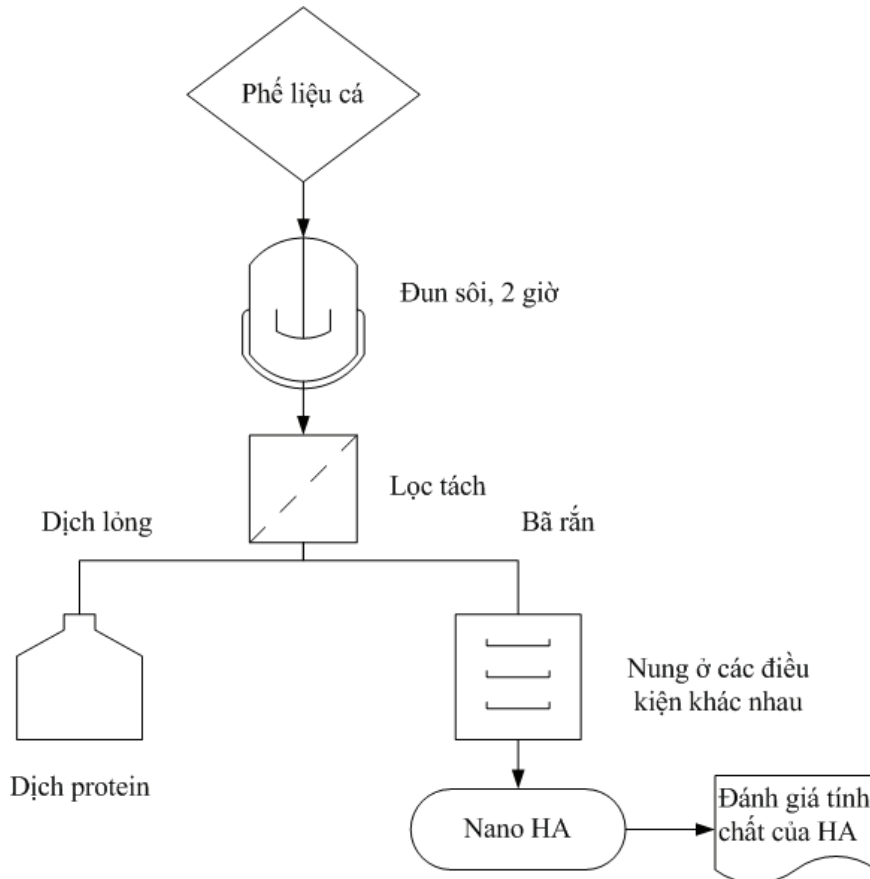 Phế liệu cá
Đun sôi, 2 giờ
Lọc tách
Dịch lỏng
Bã rắn
Nung ở các điều
kiện khác nhau
Dịch protein
Nano HA
Đánh giá tính
chất của HA